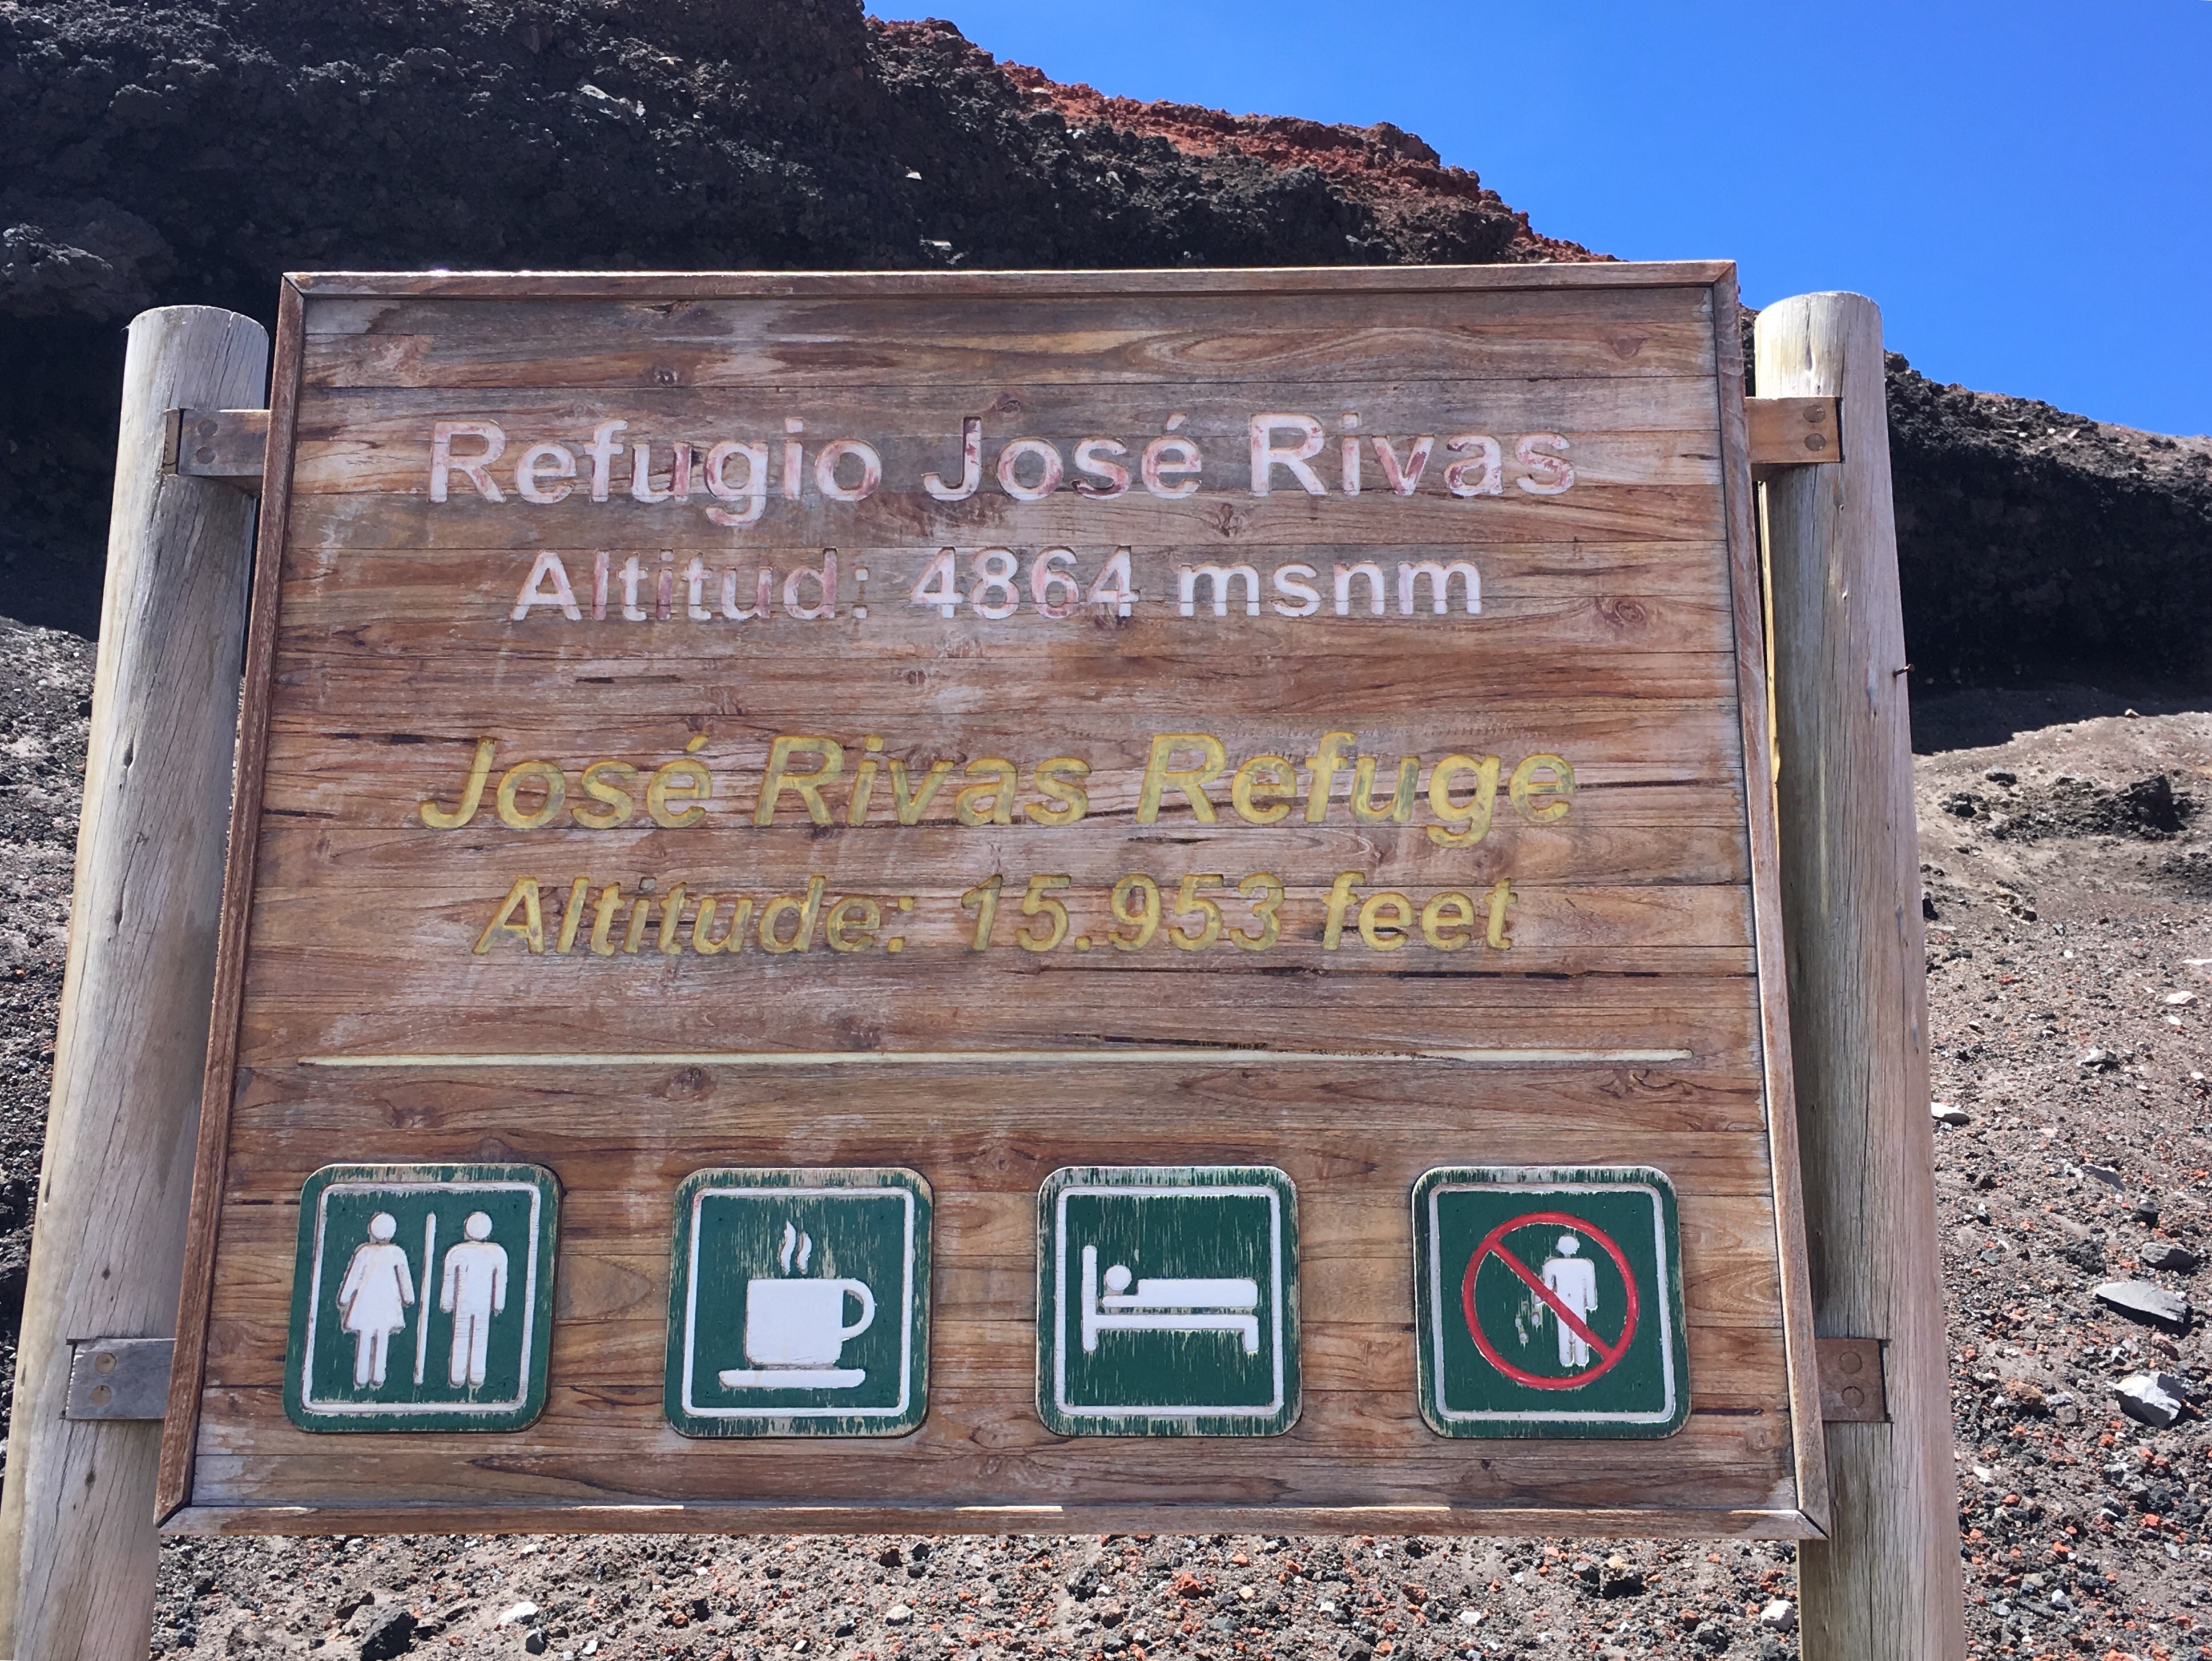 Refugio José Rivas
Altitud: 4864 msnm
José Rivas Refuge
Altitude: 15.953 feet